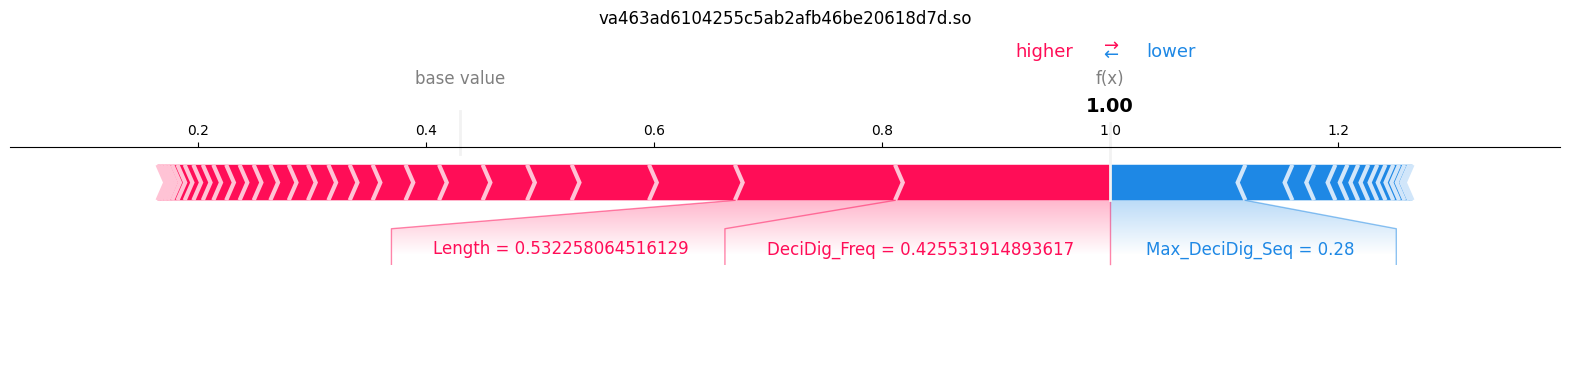 va463ad6104255c5ab2afb46be20618d7d.so
higher ⇄ lower
base value f(x)
1.00
0.2 0.4 0.6 0.8 1 0 1.2
Length = 0.532258064516129 DeciDig_Freq = 0.425531914893617 Max_DeciDig_Seq = 0.28